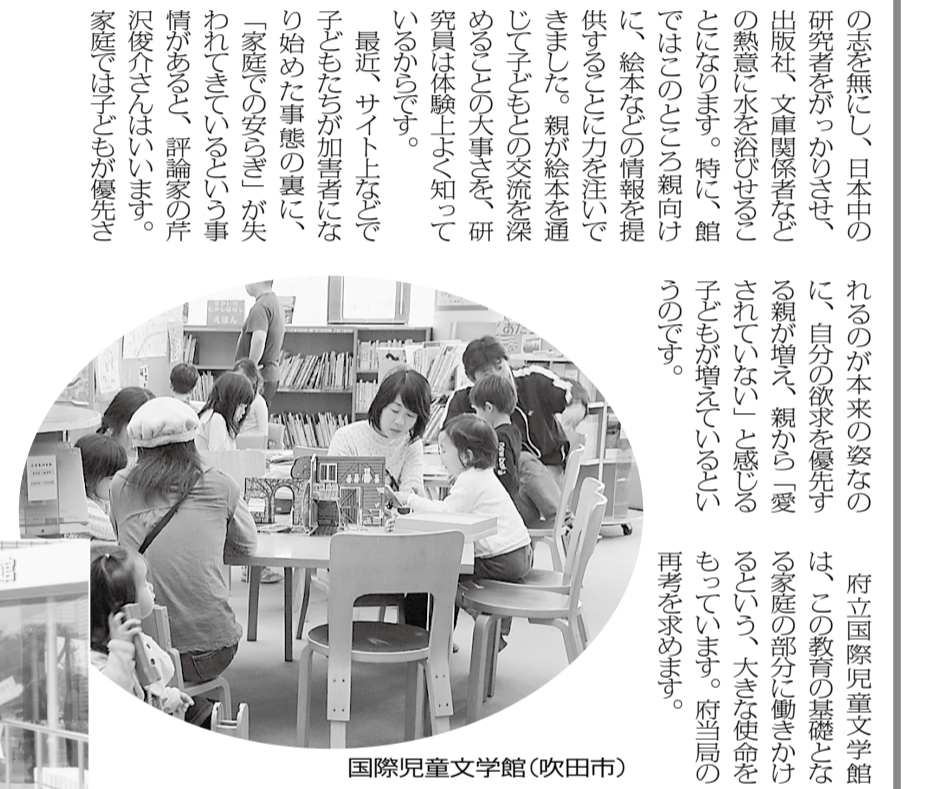 の志を無にし、日本中の
研究者をがっかりさせ、
出版社、文庫関係者など
の熱意に水を浴びせるこ
とになります。特に、館
ではこのところ親向け
に、絵本などの情報を提
供することに力を注いで
きました。親が絵本を通
じて子どもとの交流を深
めることの大事さを、研
究員は体験上よく知って
いるからです。
最近、サイト上などで
子どもたちが加害者にな
り始めた事態の裏に、
「家庭での安らぎ」が失
われてきているという事
情があると、評論家の芹
沢俊介さんはいいます。
家庭では子どもが優先さ
れるのが本来の姿なの
に、自分の欲求を優先す
る親が増え、親から「愛
されていない」と感じる
子どもが増えているとい
うのです。
府立国際児童文学館
は、この教育の基礎とな
る家庭の部分に働きかけ
るという、大きな使命を
もっています。府当局の
再考を求めます。
国際児童文学館(吹田市)
館
えほん